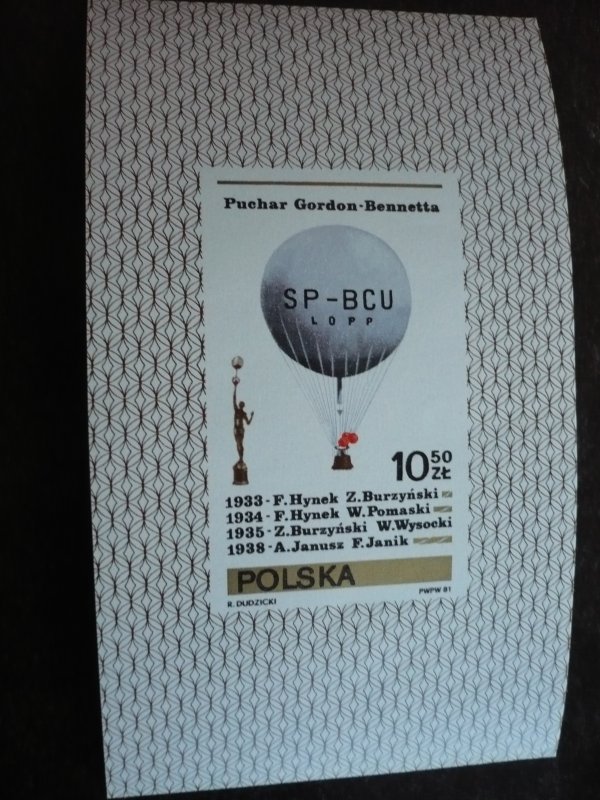 Puchar Gordon-Bennetta
SP-BCU
LOPP
10 50 ZŁ
1933-F.Hynek Z.Burzyński
1934-F.Hynek W.Pomaski
1935-Z.Burzyński W.Wysocki
1938-A.Janusz F.Janik
POLSKA
R. DUDZICKI PWPW 81